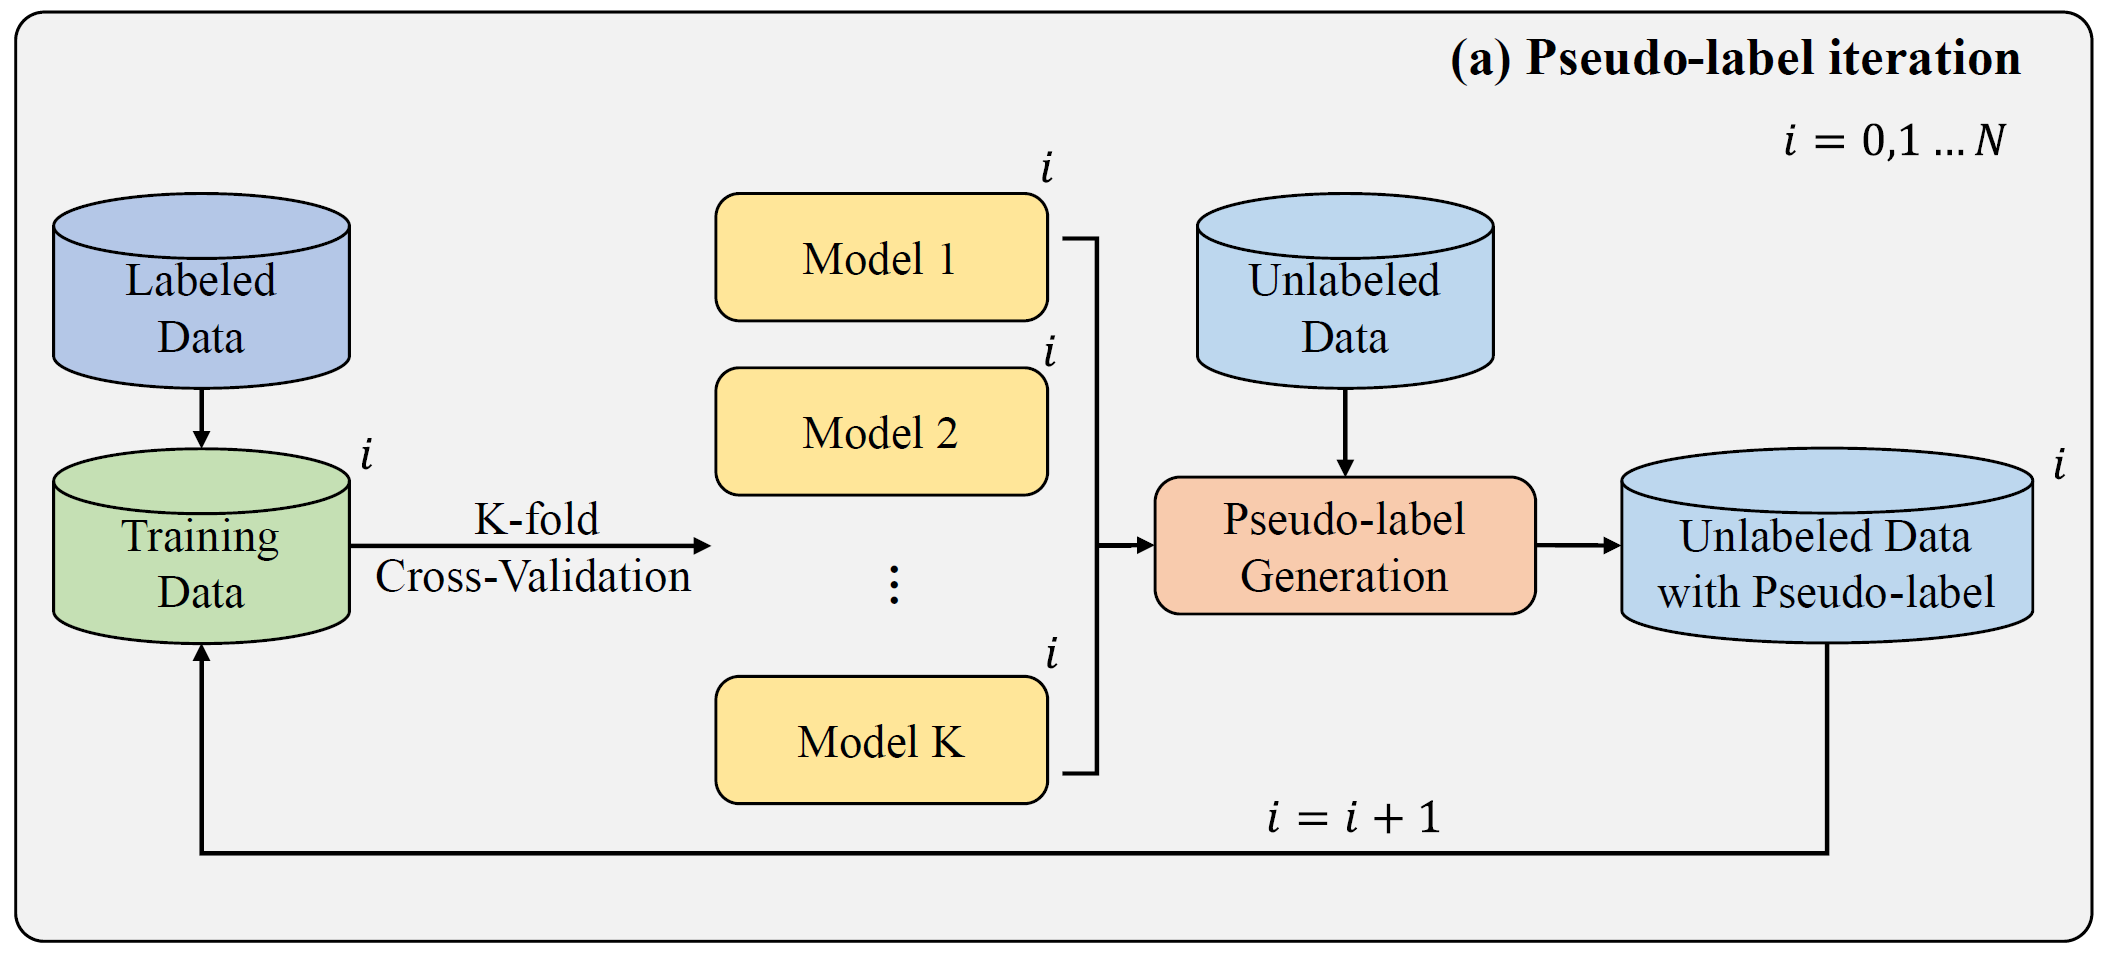 (a) Pseudo-label iteration
i = 0,1 … N
Labeled
Data
Training
Data
i
K-fold
Cross-Validation
i
Model 1
i
Model 2
⋮
i
Model K
Unlabeled
Data
Pseudo-label
Generation
i
Unlabeled Data
with Pseudo-label
i = i + 1